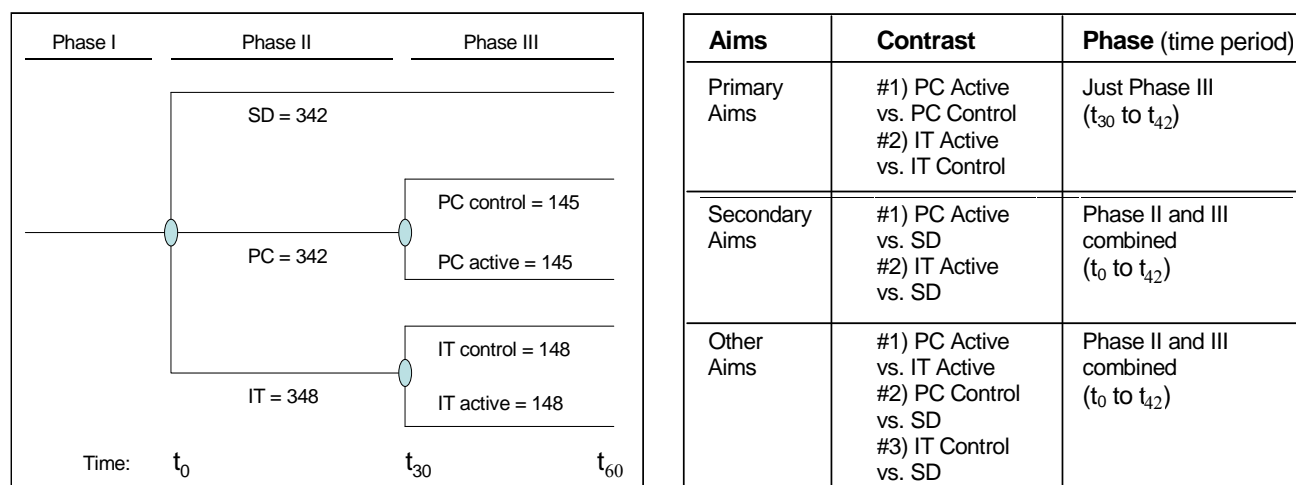 Phase I Phase II Phase III
SD = 342
PC control = 145
PC = 342
PC active = 145
IT control = 148
IT = 348
IT active = 148
Time: t0 t30 t60
Aims Contrast Phase (time period)
Primary Aims
#1) PC Active
vs. PC Control
#2) IT Active
vs. IT Control
Just Phase III
(t30 to t42)
Secondary
Aims
#1) PC Active
vs. SD
#2) IT Active
vs. SD
Phase II and III
combined
(t0 to t42)
Other
Aims
#1) PC Active
vs. IT Active
#2) PC Control
vs. SD
#3) IT Control
vs. SD
Phase II and III
combined
(t0 to t42)